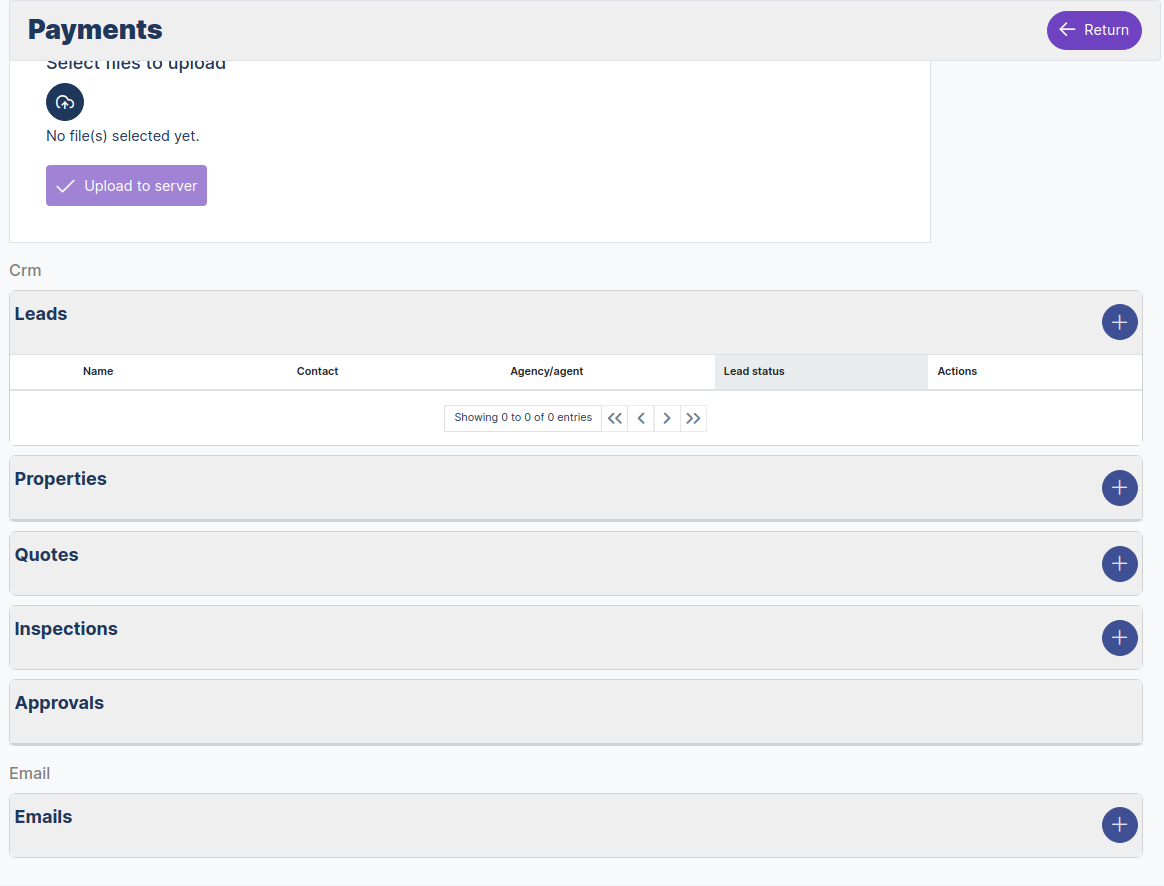 Payments
Return
Select files to upload
No file(s) selected yet.
Upload to server
Crm
Leads
Name Contact Agency/agent Lead status Actions
Showing 0 to 0 of 0 entries
Properties
Quotes
Inspections
Approvals
Email
Emails